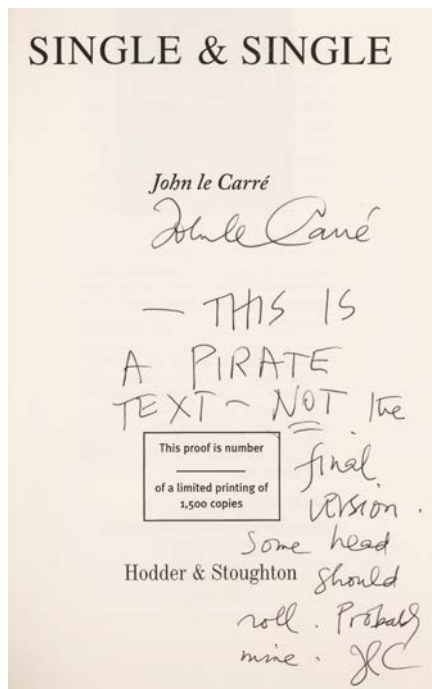 SINGLE & SINGLE
John le Carré
John le Carré
— THIS IS
A PIRATE
TEXT — NOT the
final
version.
This proof is number
of a limited printing of
1,500 copies
Some head
should
Hodder & Stoughton
roll. Probably
mine. JlC